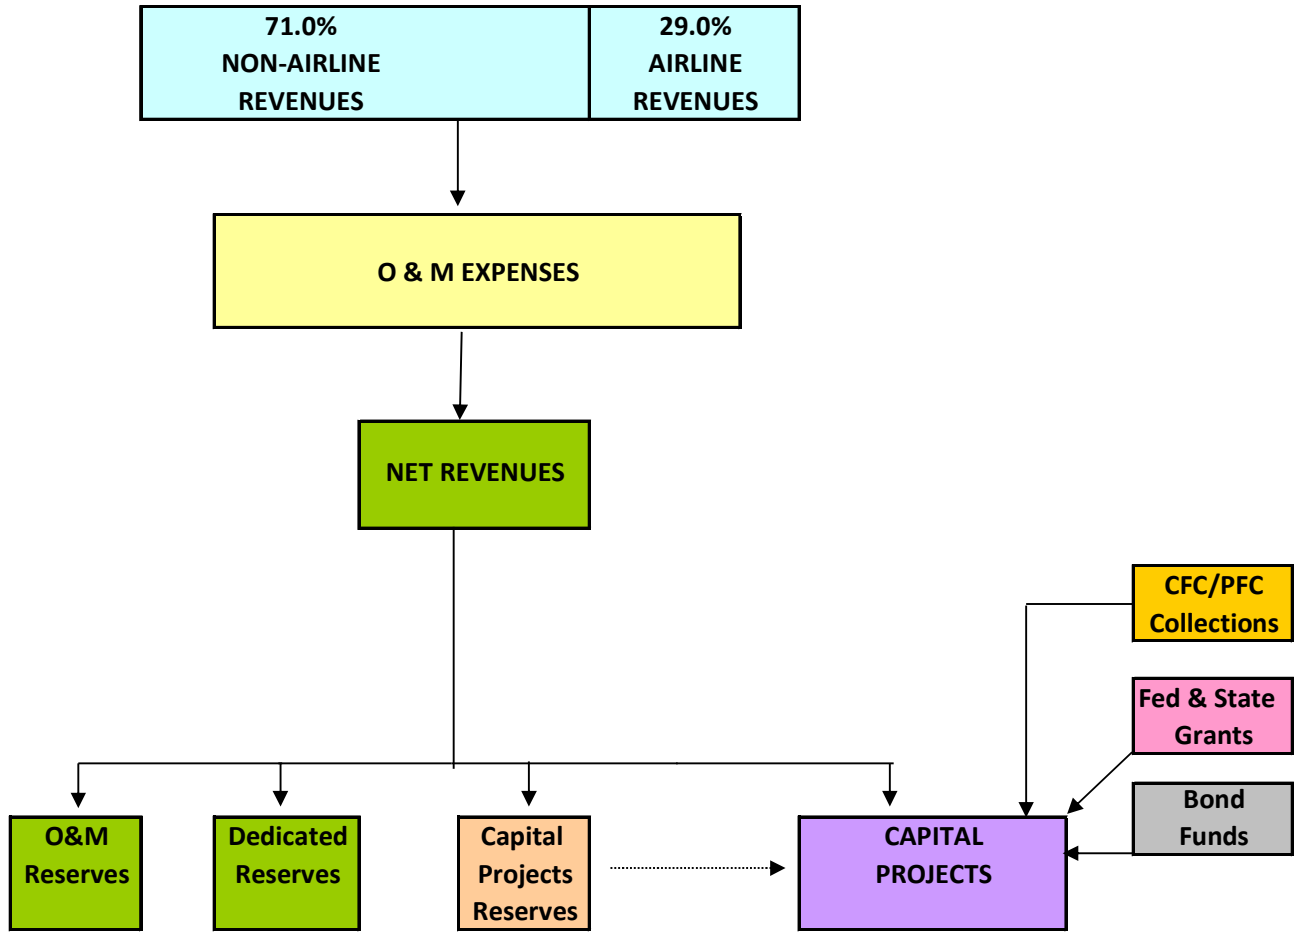 71.0%
NON-AIRLINE
REVENUES
29.0%
AIRLINE
REVENUES
O & M EXPENSES
NET REVENUES
CFC/PFC
Collections
Fed & State
Grants
Bond
Funds
O&M
Reserves
Dedicated
Reserves
Capital
Projects
Reserves
CAPITAL
PROJECTS